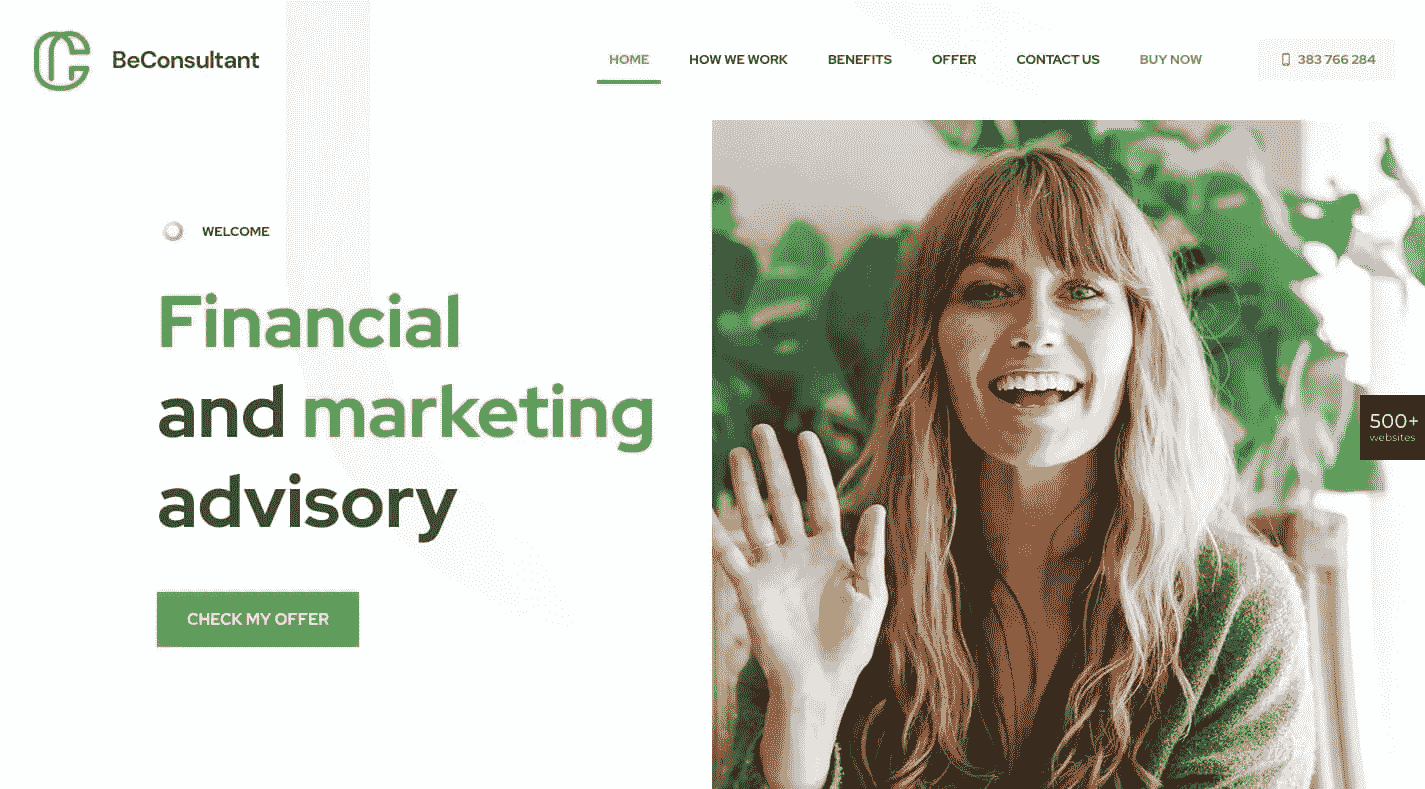 BeConsultant
HOME HOW WE WORK BENEFITS OFFER CONTACT US BUY NOW 383 766 284
WELCOME
Financial
and marketing
advisory
CHECK MY OFFER
500+
websites